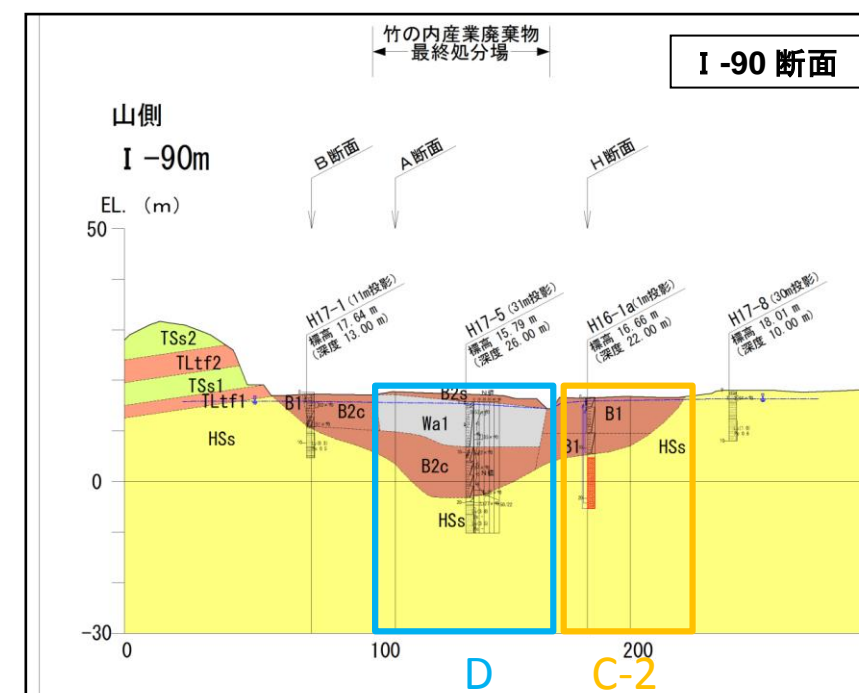 竹の内産業廃棄物
最終処分場
Ⅰ-90 断面
山側
Ⅰ -90m
B断面
A断面
H断面
EL. (m)
50
H17-1 (11m投影)
標高 17.64 m
(深度 13.00 m)
H17-5 (31m投影)
標高 15.79 m
(深度 26.00 m)
H16-1a(1m投影)
標高 16.66 m
(深度 22.00 m)
H17-8 (30m投影)
標高 18.01 m
(深度 10.00 m)
TSs2
TLtf2
TSs1
TLtf1
HSs
B1
B2c
B2s
Wa1
B2c
HSs
B1
B1
HSs
0
-30
0
100
200
D
C-2